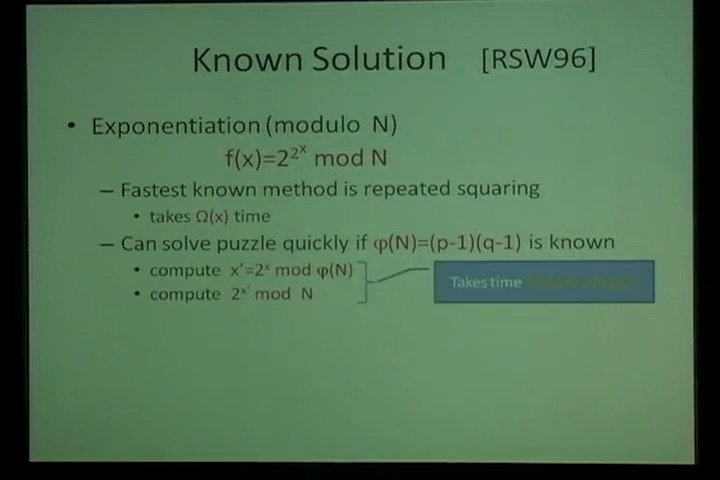 Known Solution [RSW96]
• Exponentiation (modulo N)
f(x)=2^{2^x} mod N
– Fastest known method is repeated squaring
• takes Ω(x) time
– Can solve puzzle quickly if φ(N)=(p-1)(q-1) is known
• compute x'=2^x mod φ(N)
• compute 2^{x'} mod N
Takes time